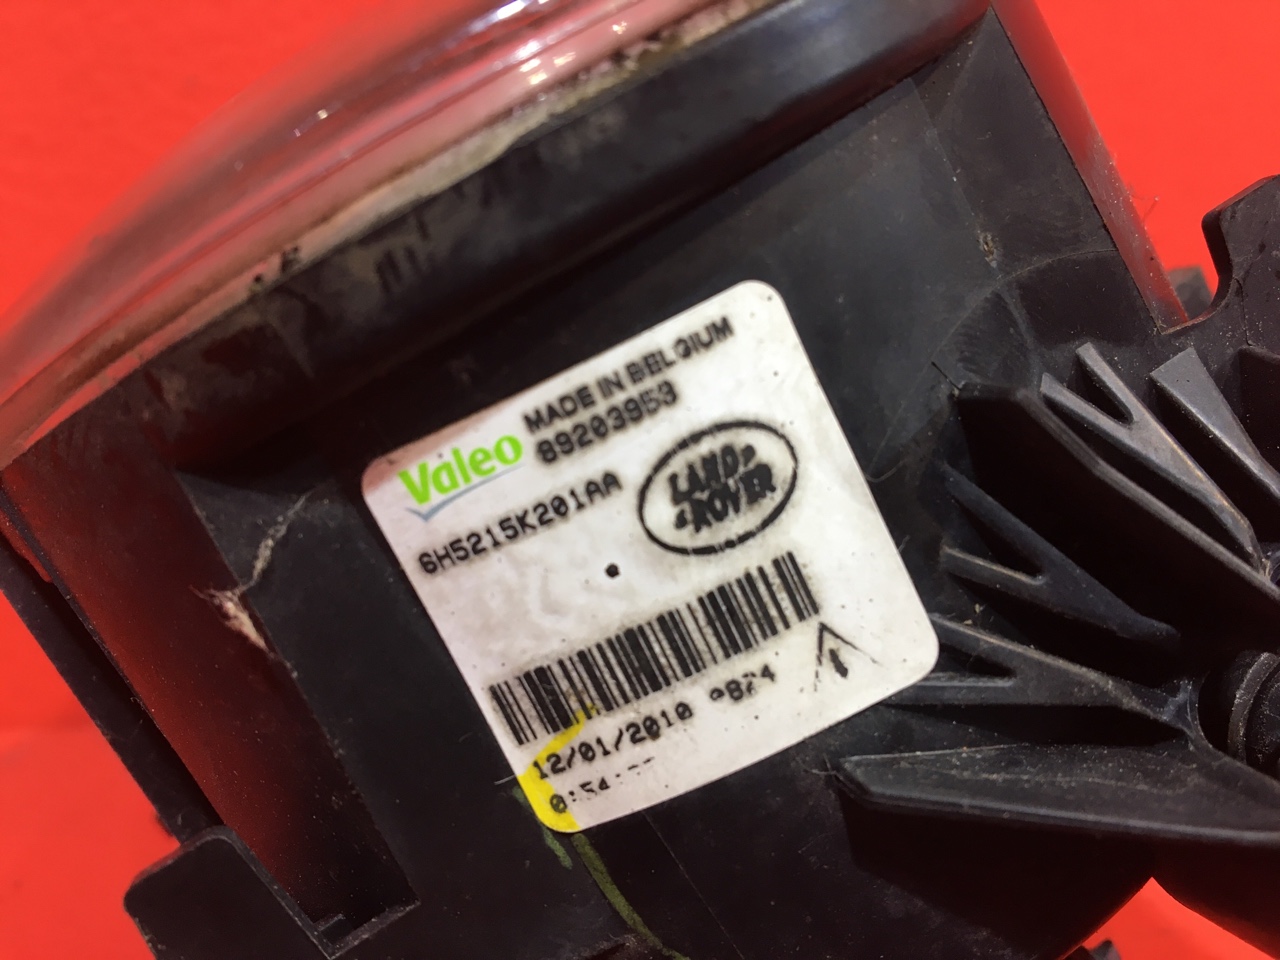 Valeo
MADE IN BELGIUM
89203953
6H5215K201AA
LAND
ROVER
12/01/2010